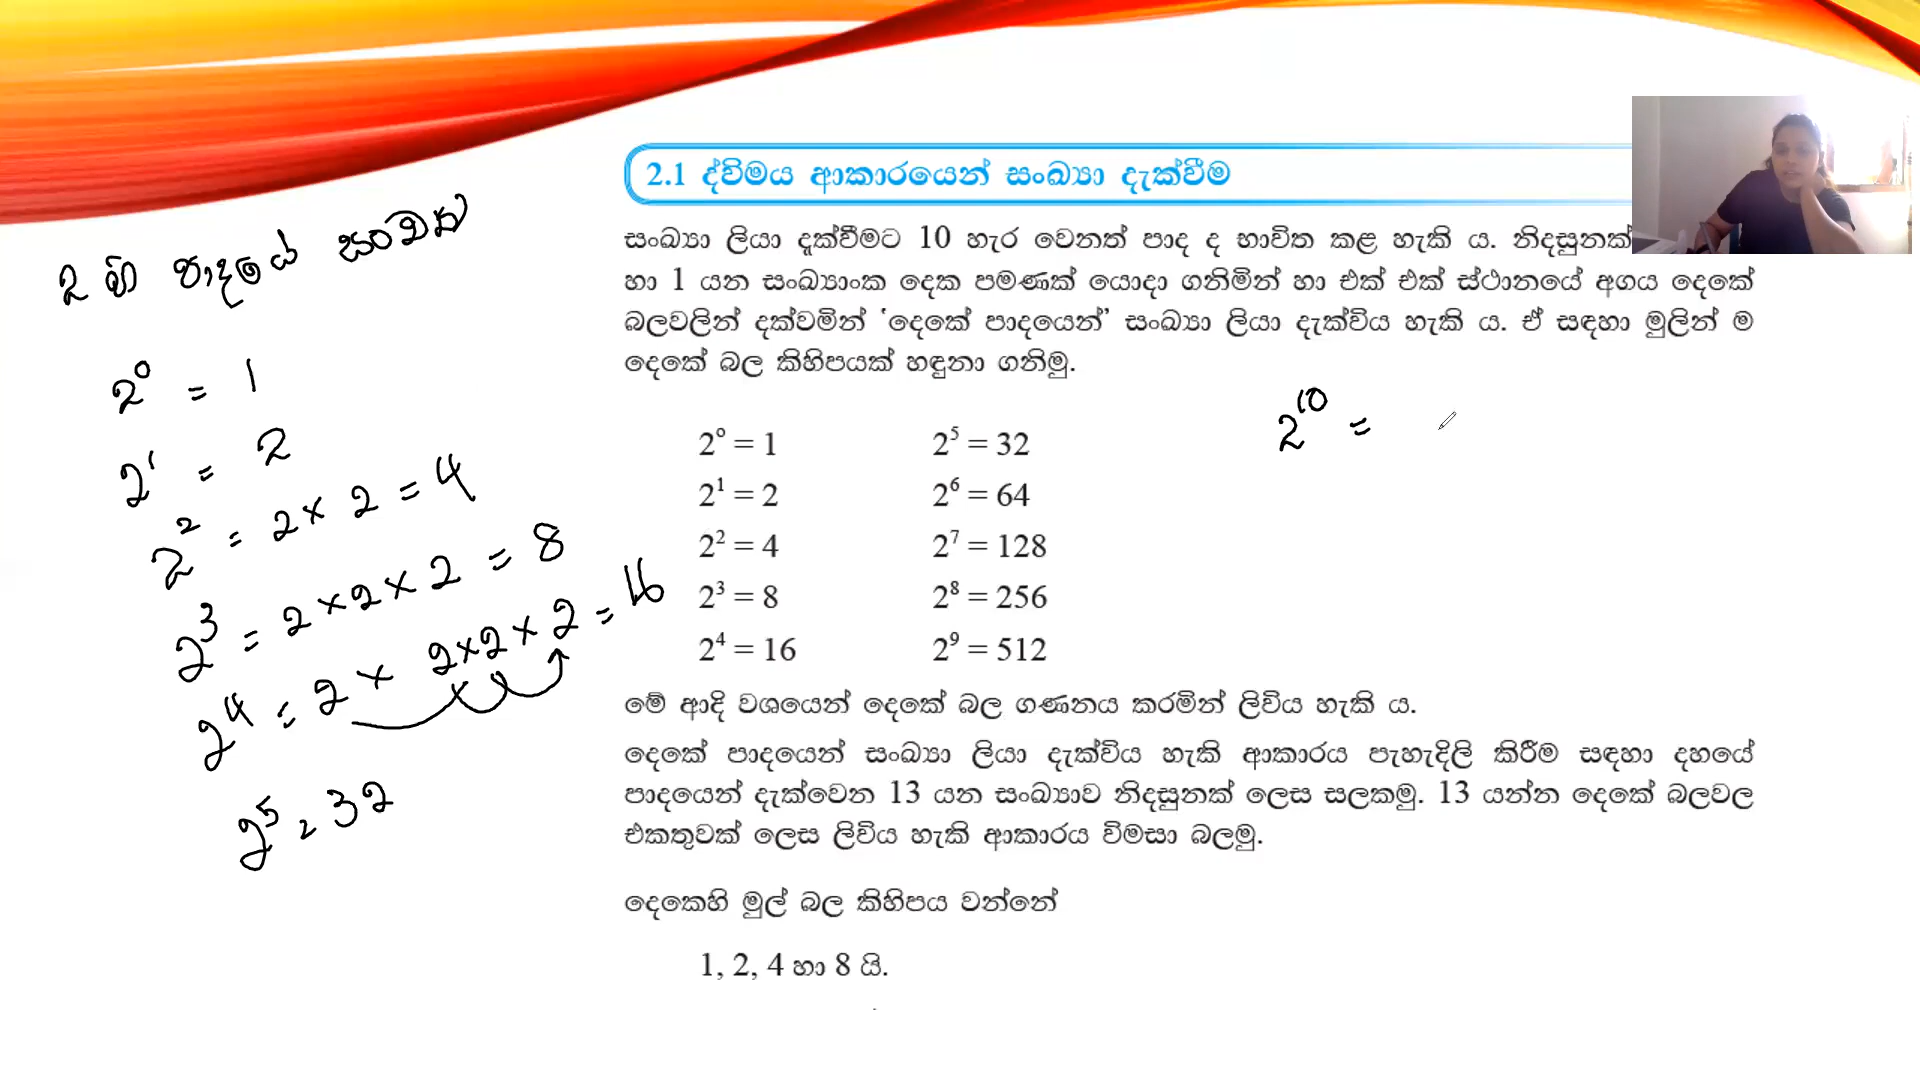 2.1 ද්විමය ආකාරයෙන් සංඛ්‍යා දැක්වීම
සංඛ්‍යා ලියා දැක්වීමට 10 හැර වෙනත් පාද ද භාවිත කළ හැකි ය. නිදසුනක්
හා 1 යන සංඛ්‍යාංක දෙක පමණක් යොදා ගනිමින් හා එක් එක් ස්ථානයේ අගය දෙකේ
බලවලින් දක්වමින් 'දෙකේ පාදයෙන්' සංඛ්‍යා ලියා දැක්විය හැකි ය. ඒ සඳහා මුලින් ම
දෙකේ බල කිහිපයක් හඳුනා ගනිමු.
2⁰ = 1
2¹ = 2
2² = 4
2³ = 8
2⁴ = 16
2⁵ = 32
2⁶ = 64
2⁷ = 128
2⁸ = 256
2⁹ = 512
මේ ආදි වශයෙන් දෙකේ බල ගණනය කරමින් ලිවිය හැකි ය.
දෙකේ පාදයෙන් සංඛ්‍යා ලියා දැක්විය හැකි ආකාරය පැහැදිලි කිරීම සඳහා දහයේ
පාදයෙන් දැක්වෙන 13 යන සංඛ්‍යාව නිදසුනක් ලෙස සලකමු. 13 යන්න දෙකේ බලවල
එකතුවක් ලෙස ලිවිය හැකි ආකාරය විමසා බලමු.
දෙකෙහි මුල් බල කිහිපය වන්නේ
1, 2, 4 හා 8 යි.
2 හි පාදයේ
2⁰ = 1
2¹ = 2
2² = 2 × 2 = 4
2³ = 2 × 2 × 2 = 8
2⁴ = 2 × 2 × 2 × 2 = 16
2⁵ = 32
2¹⁰ =